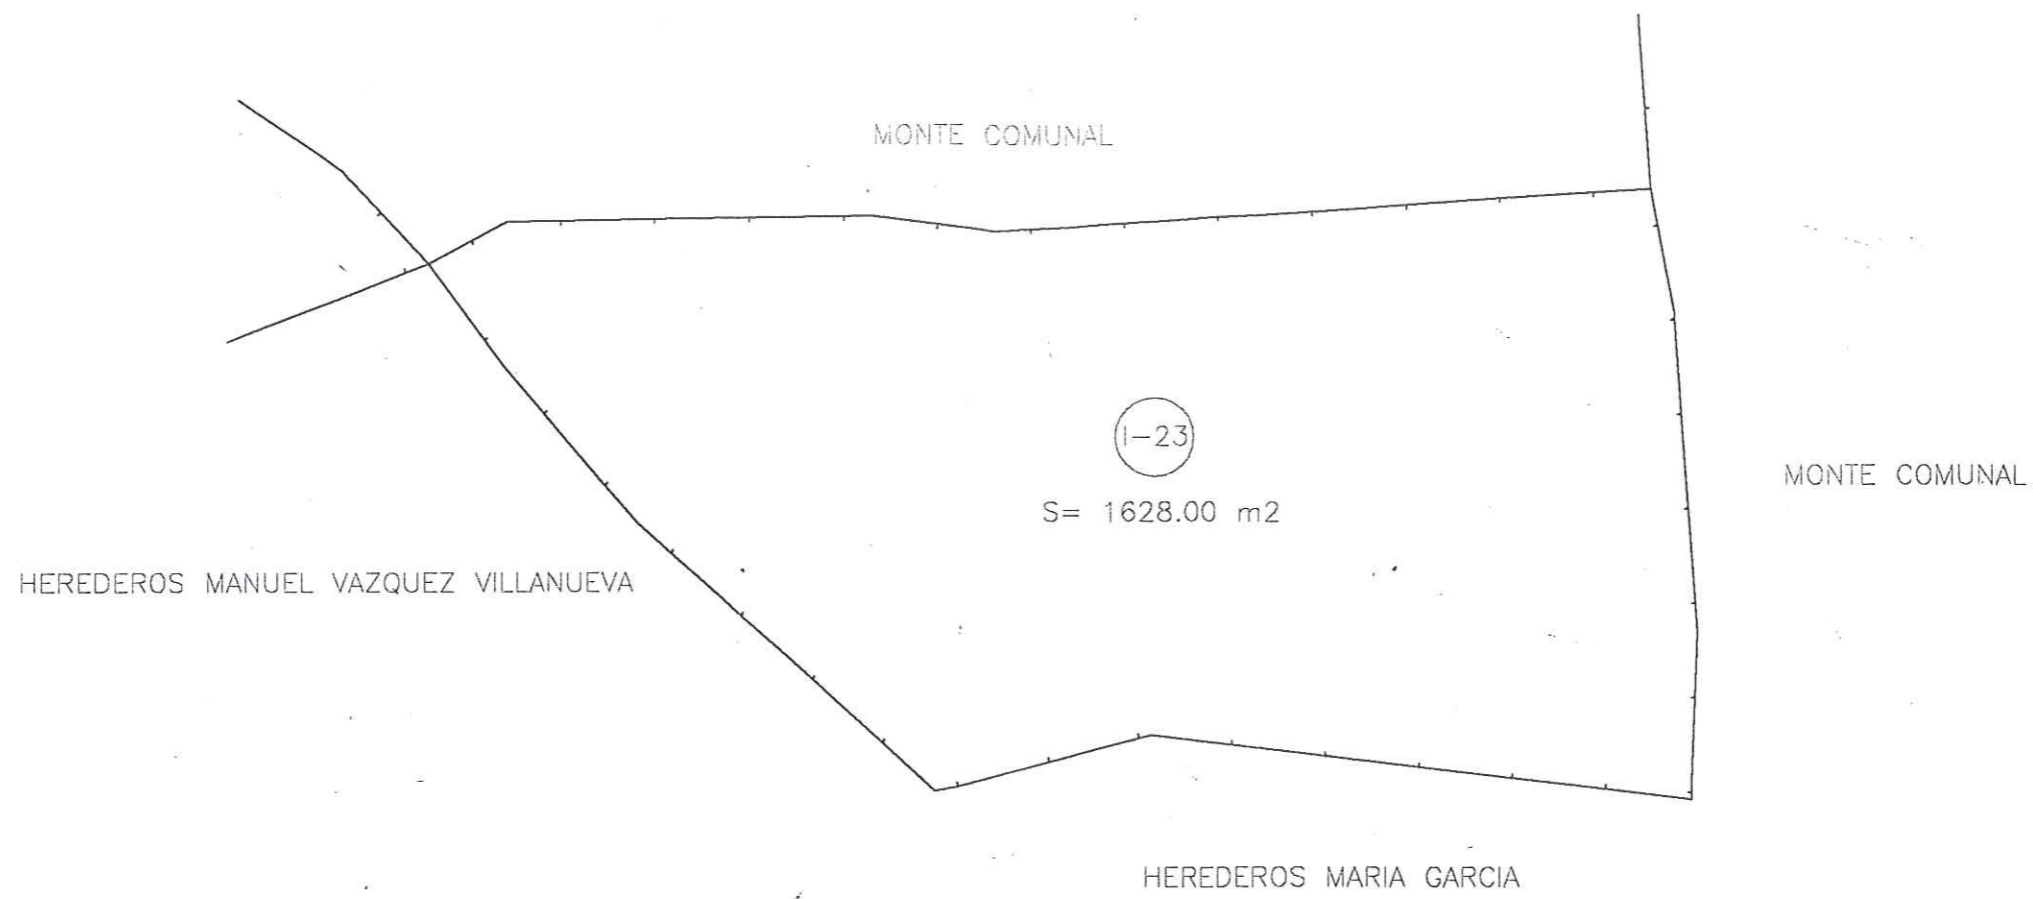 MONTE COMUNAL
I-23
S= 1628.00 m2
MONTE COMUNAL
HEREDEROS MANUEL VAZQUEZ VILLANUEVA
HEREDEROS MARIA GARCIA